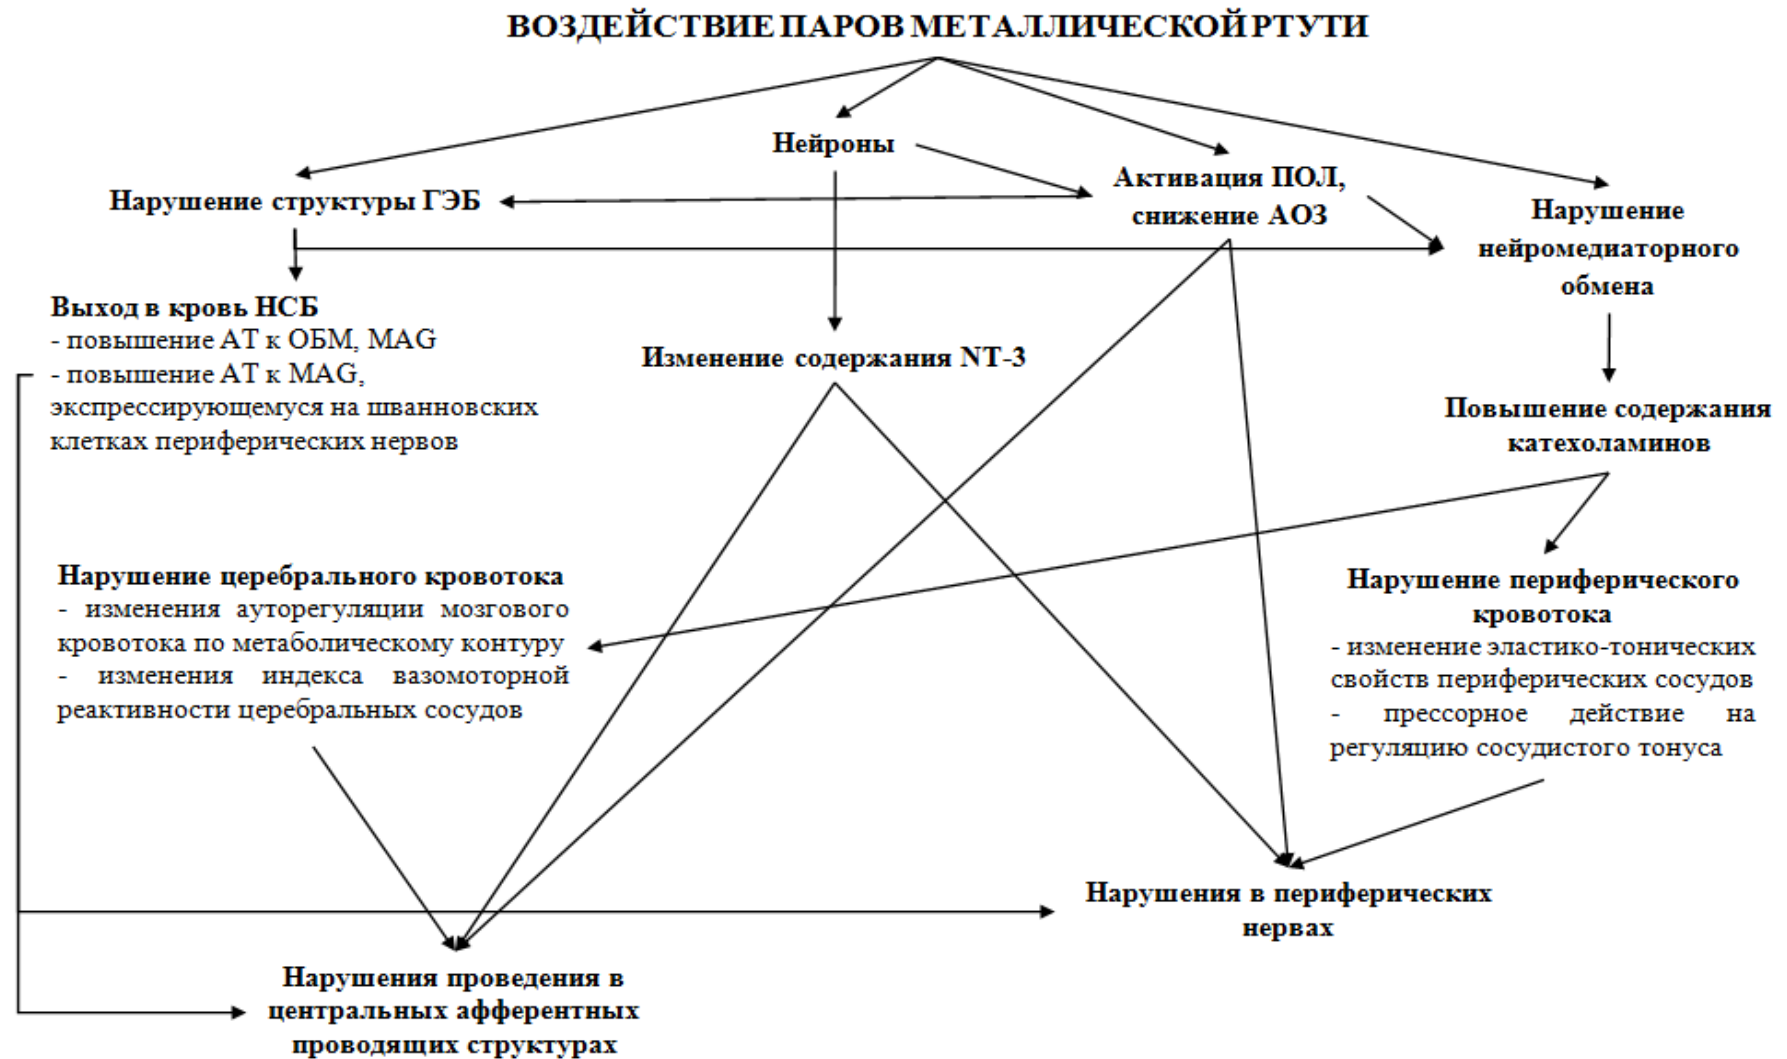 ВОЗДЕЙСТВИЕ ПАРОВ МЕТАЛЛИЧЕСКОЙ РТУТИ
Нейроны
Нарушение структуры ГЭБ
Активация ПОЛ,
снижение АОЗ
Нарушение
нейромедиаторного
обмена
Выход в кровь НСБ
- повышение АТ к ОБМ, MAG
- повышение АТ к MAG,
экспрессирующемуся на шванновских
клетках периферических нервов
Изменение содержания NT-3
Повышение содержания
катехоламинов
Нарушение церебрального кровотока
- изменения ауторегуляции мозгового
кровотока по метаболическому контуру
- изменения индекса вазомоторной
реактивности церебральных сосудов
Нарушение периферического
кровотока
- изменение эластико-тонических
свойств периферических сосудов
- прессорное действие на
регуляцию сосудистого тонуса
Нарушения в периферических
нервах
Нарушения проведения в
центральных афферентных
проводящих структурах